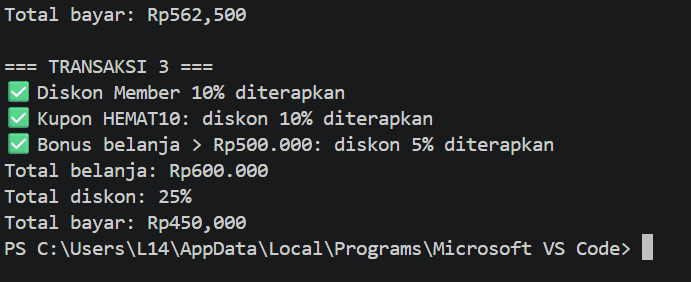 Total bayar: Rp562,500
=== TRANSAKSI 3 ===
✅ Diskon Member 10% diterapkan
✅ Kupon HEMAT10: diskon 10% diterapkan
✅ Bonus belanja > Rp500.000: diskon 5% diterapkan
Total belanja: Rp600.000
Total diskon: 25%
Total bayar: Rp450,000
PS C:\Users\L14\AppData\Local\Programs\Microsoft VS Code>